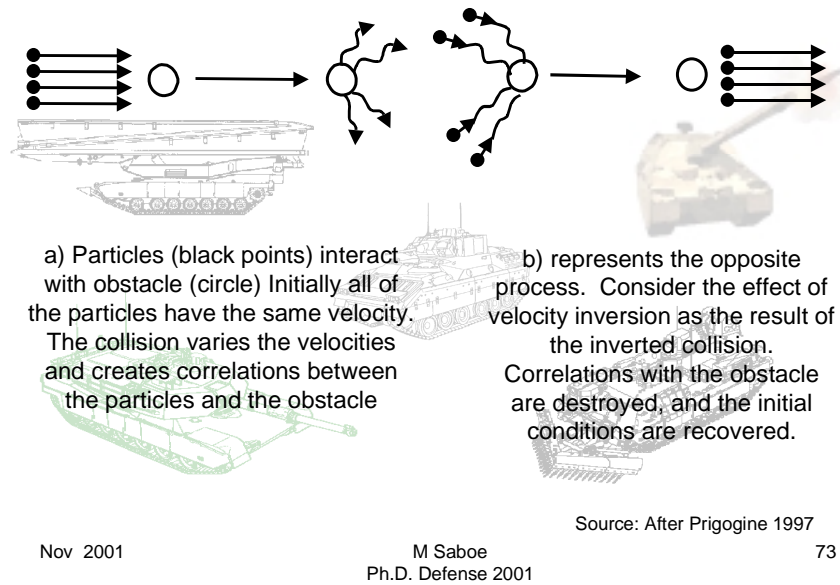 a) Particles (black points) interact
with obstacle (circle) Initially all of
the particles have the same velocity.
The collision varies the velocities
and creates correlations between
the particles and the obstacle
b) represents the opposite
process.  Consider the effect of
velocity inversion as the result of
the inverted collision.
Correlations with the obstacle
are destroyed, and the initial
conditions are recovered.
Source: After Prigogine 1997
Nov  2001
M Saboe
Ph.D. Defense 2001
73